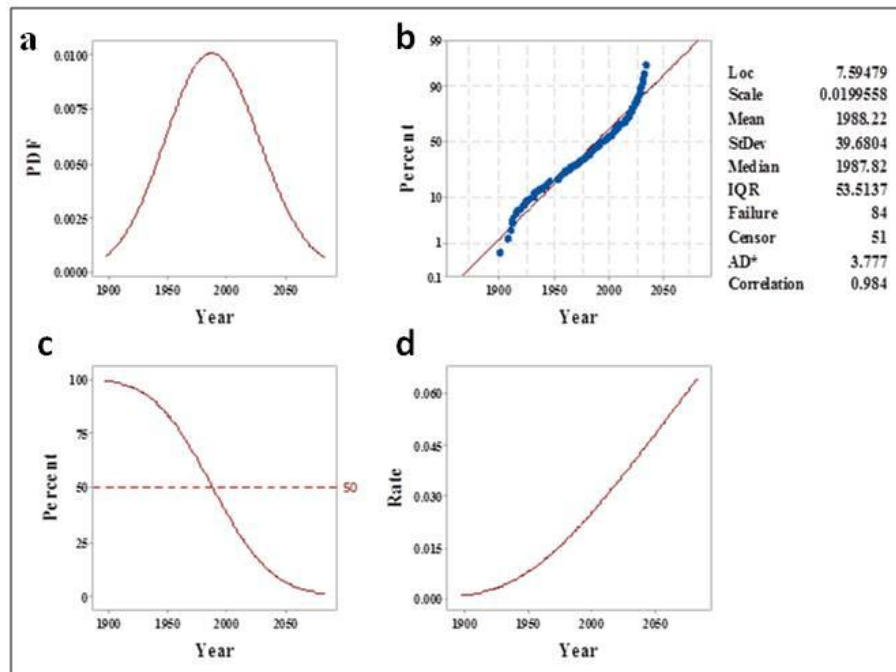 a
PDF
0.0100
0.0075
0.0050
0.0025
0.0000
1900 1950 2000 2050
Year
b
Percent
99
90
50
10
1
0.1
1900 1950 2000 2050
Year
Loc 7.59479
Scale 0.0199558
Mean 1988.22
StDev 39.6804
Median 1987.82
IQR 53.5137
Failure 84
Censor 51
AD* 3.777
Correlation 0.984
c
Percent
100
75
50
25
0
50
1900 1950 2000 2050
Year
d
Rate
0.060
0.045
0.030
0.015
0.000
1900 1950 2000 2050
Year